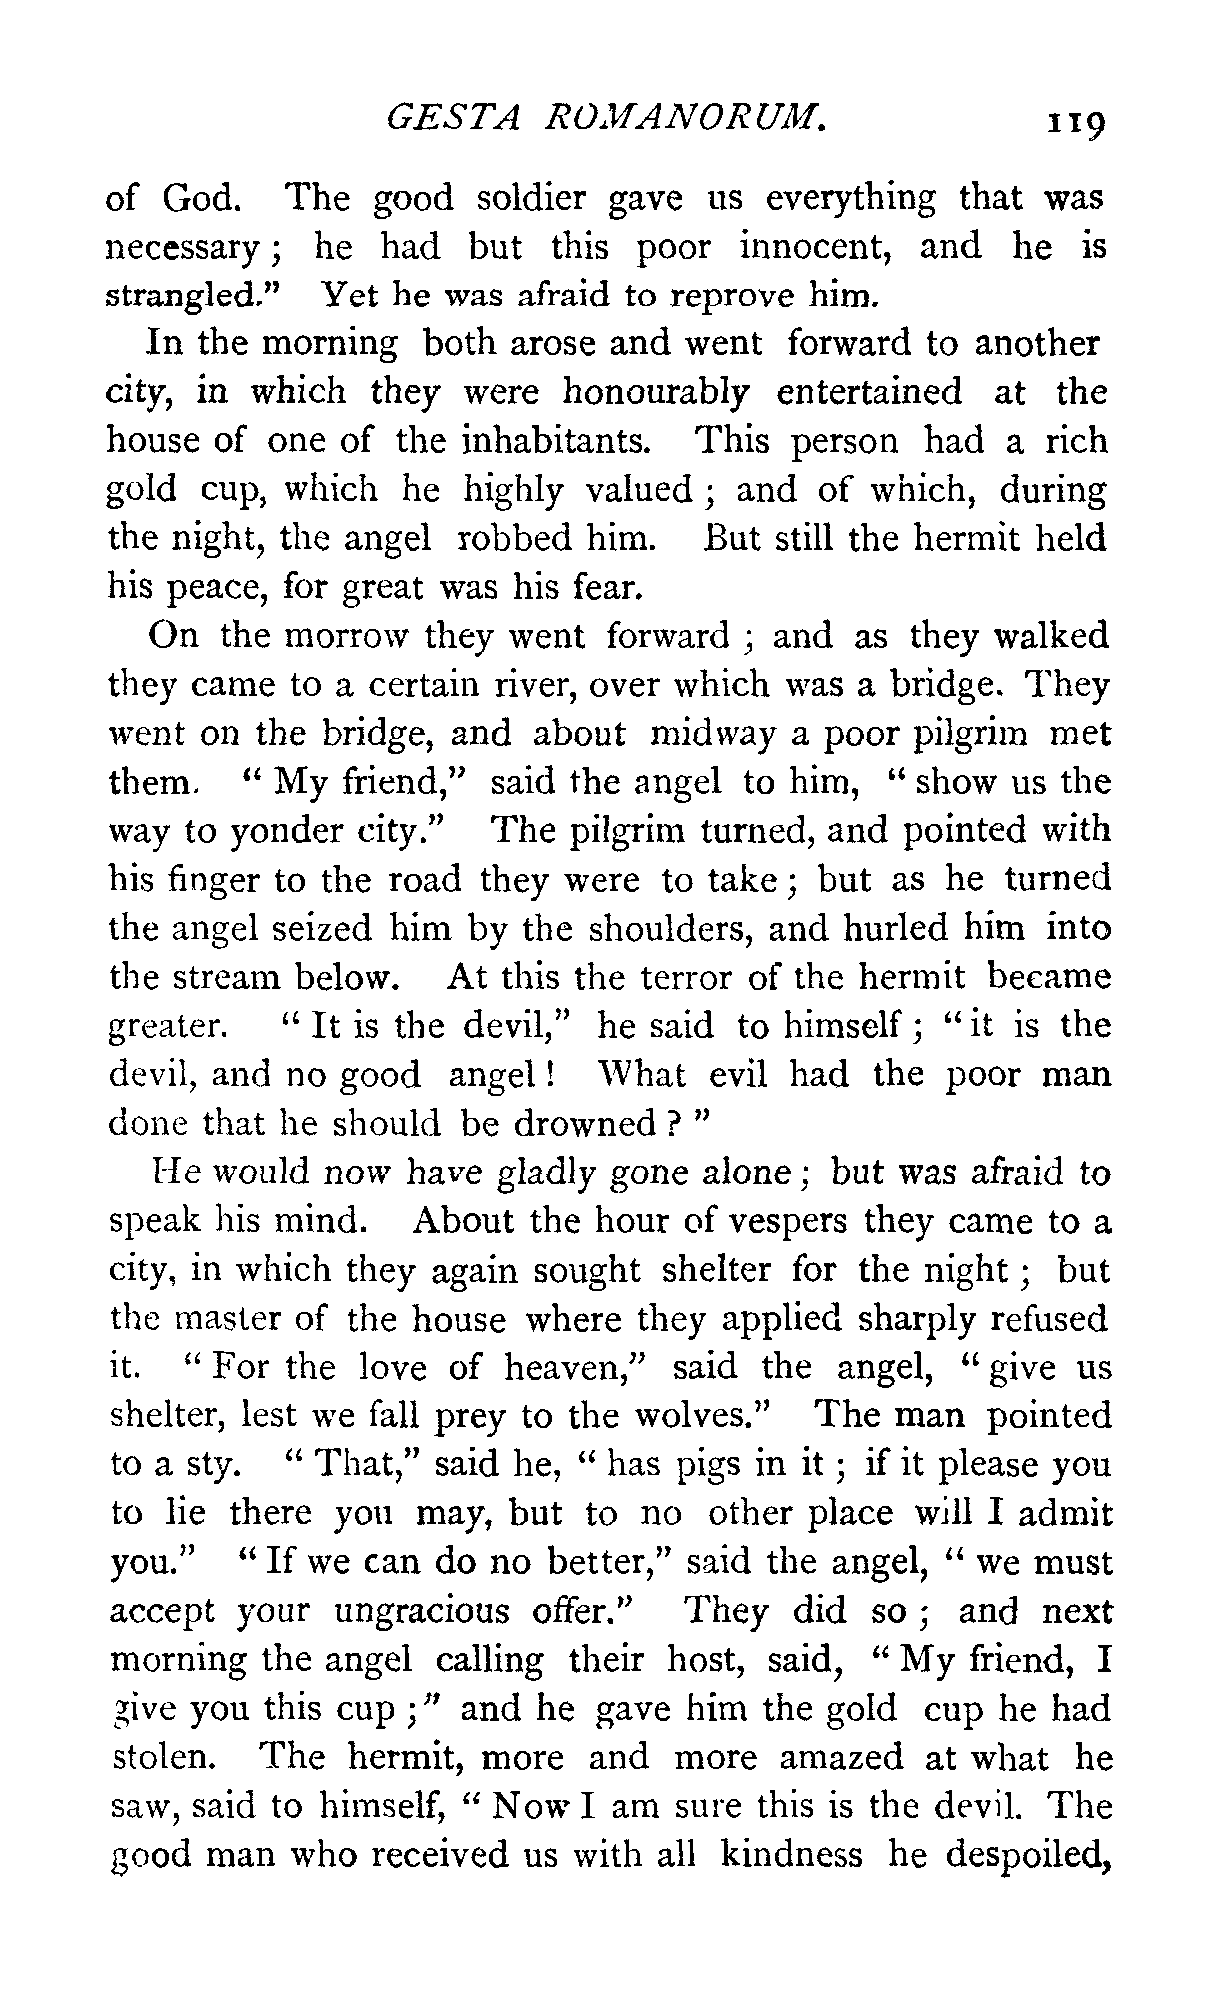 GESTA ROMANORUM. 119
of God. The good soldier gave us everything that was
necessary ; he had but this poor innocent, and he is
strangled." Yet he was afraid to reprove him.
In the morning both arose and went forward to another
city, in which they were honourably entertained at the
house of one of the inhabitants. This person had a rich
gold cup, which he highly valued ; and of which, during
the night, the angel robbed him. But still the hermit held
his peace, for great was his fear.
On the morrow they went forward ; and as they walked
they came to a certain river, over which was a bridge. They
went on the bridge, and about midway a poor pilgrim met
them. " My friend," said the angel to him, " show us the
way to yonder city." The pilgrim turned, and pointed with
his finger to the road they were to take ; but as he turned
the angel seized him by the shoulders, and hurled him into
the stream below. At this the terror of the hermit became
greater. " It is the devil," he said to himself ; " it is the
devil, and no good angel ! What evil had the poor man
done that he should be drowned ? "
He would now have gladly gone alone ; but was afraid to
speak his mind. About the hour of vespers they came to a
city, in which they again sought shelter for the night ; but
the master of the house where they applied sharply refused
it. " For the love of heaven," said the angel, " give us
shelter, lest we fall prey to the wolves." The man pointed
to a sty. " That," said he, " has pigs in it ; if it please you
to lie there you may, but to no other place will I admit
you." " If we can do no better," said the angel, " we must
accept your ungracious offer." They did so ; and next
morning the angel calling their host, said, " My friend, I
give you this cup ;" and he gave him the gold cup he had
stolen. The hermit, more and more amazed at what he
saw, said to himself, " Now I am sure this is the devil. The
good man who received us with all kindness he despoiled,